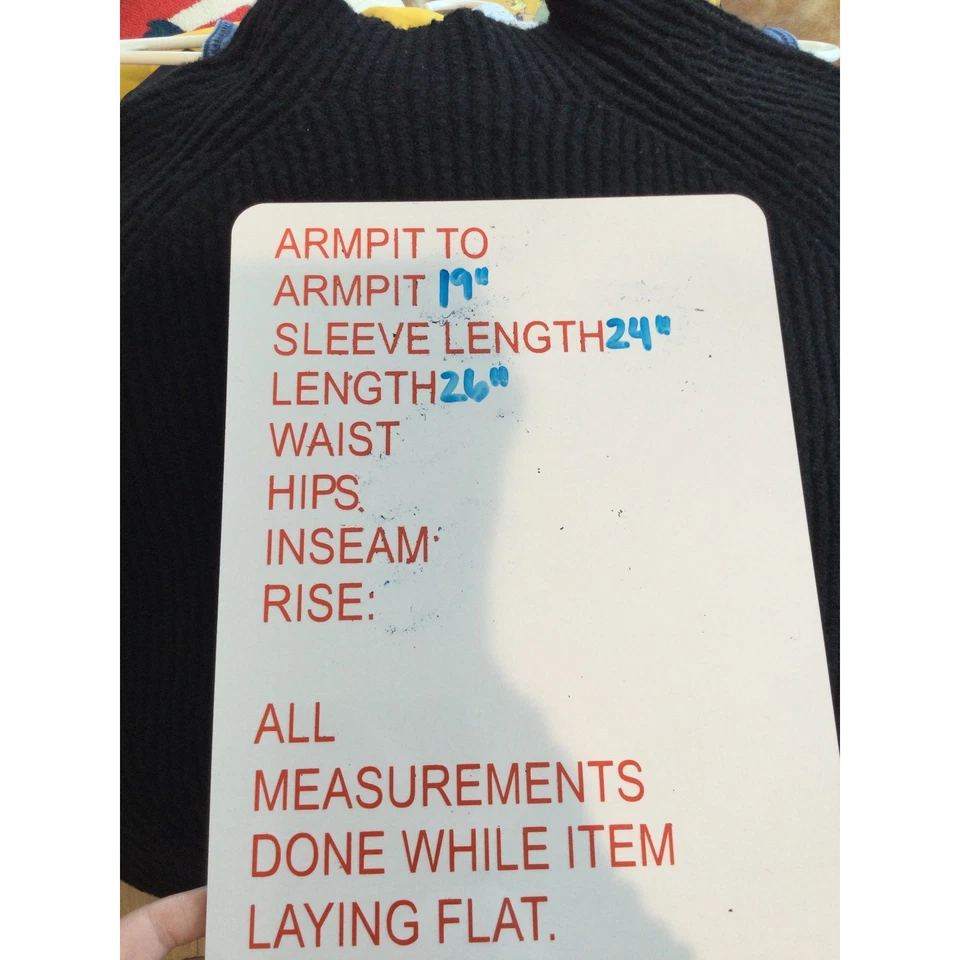 ARMPIT TO
ARMPIT 19"
SLEEVE LENGTH 24"
LENGTH 26"
WAIST
HIPS
INSEAM:
RISE:
ALL
MEASUREMENTS
DONE WHILE ITEM
LAYING FLAT.